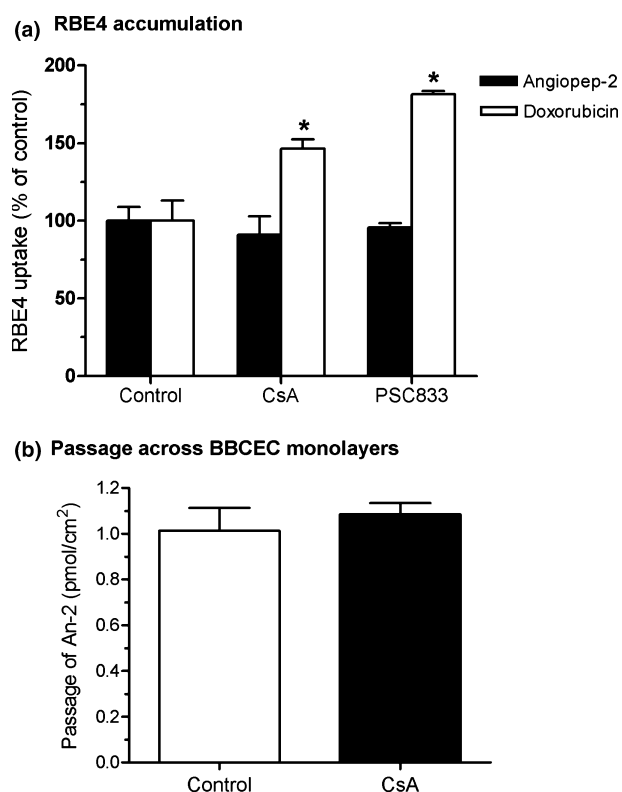 (a) RBE4 accumulation
RBE4 uptake (% of control)
200
150
100
50
0
*
*
Angiopep-2
Doxorubicin
Control
CsA
PSC833
(b) Passage across BBCEC monolayers
Passage of An-2 (pmol/cm²)
1.2
1.0
0.8
0.6
0.4
0.2
0.0
Control
CsA